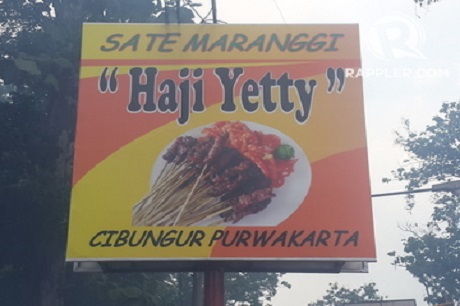 SATE MARANGGI
R
RAPPLER.COM
" Haji Yetty "
CIBUNGUR PURWAKARTA